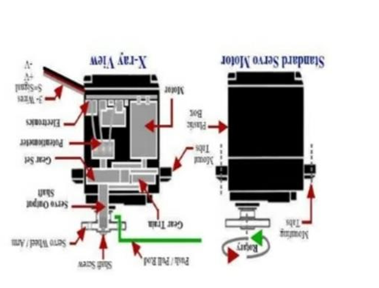 Push / Pull Rod
Shaft Screw
Rotary
Mounting
Tabs
Servo Wheel / Arm
Gear Train
Servo Output
Shaft
Mount
Tabs
Gear Set
Potentiometer
Plastic
Box
Electronics
Motor
3- Wires
S=Signal
+V
-V
Standard Servo Motor
X-ray View